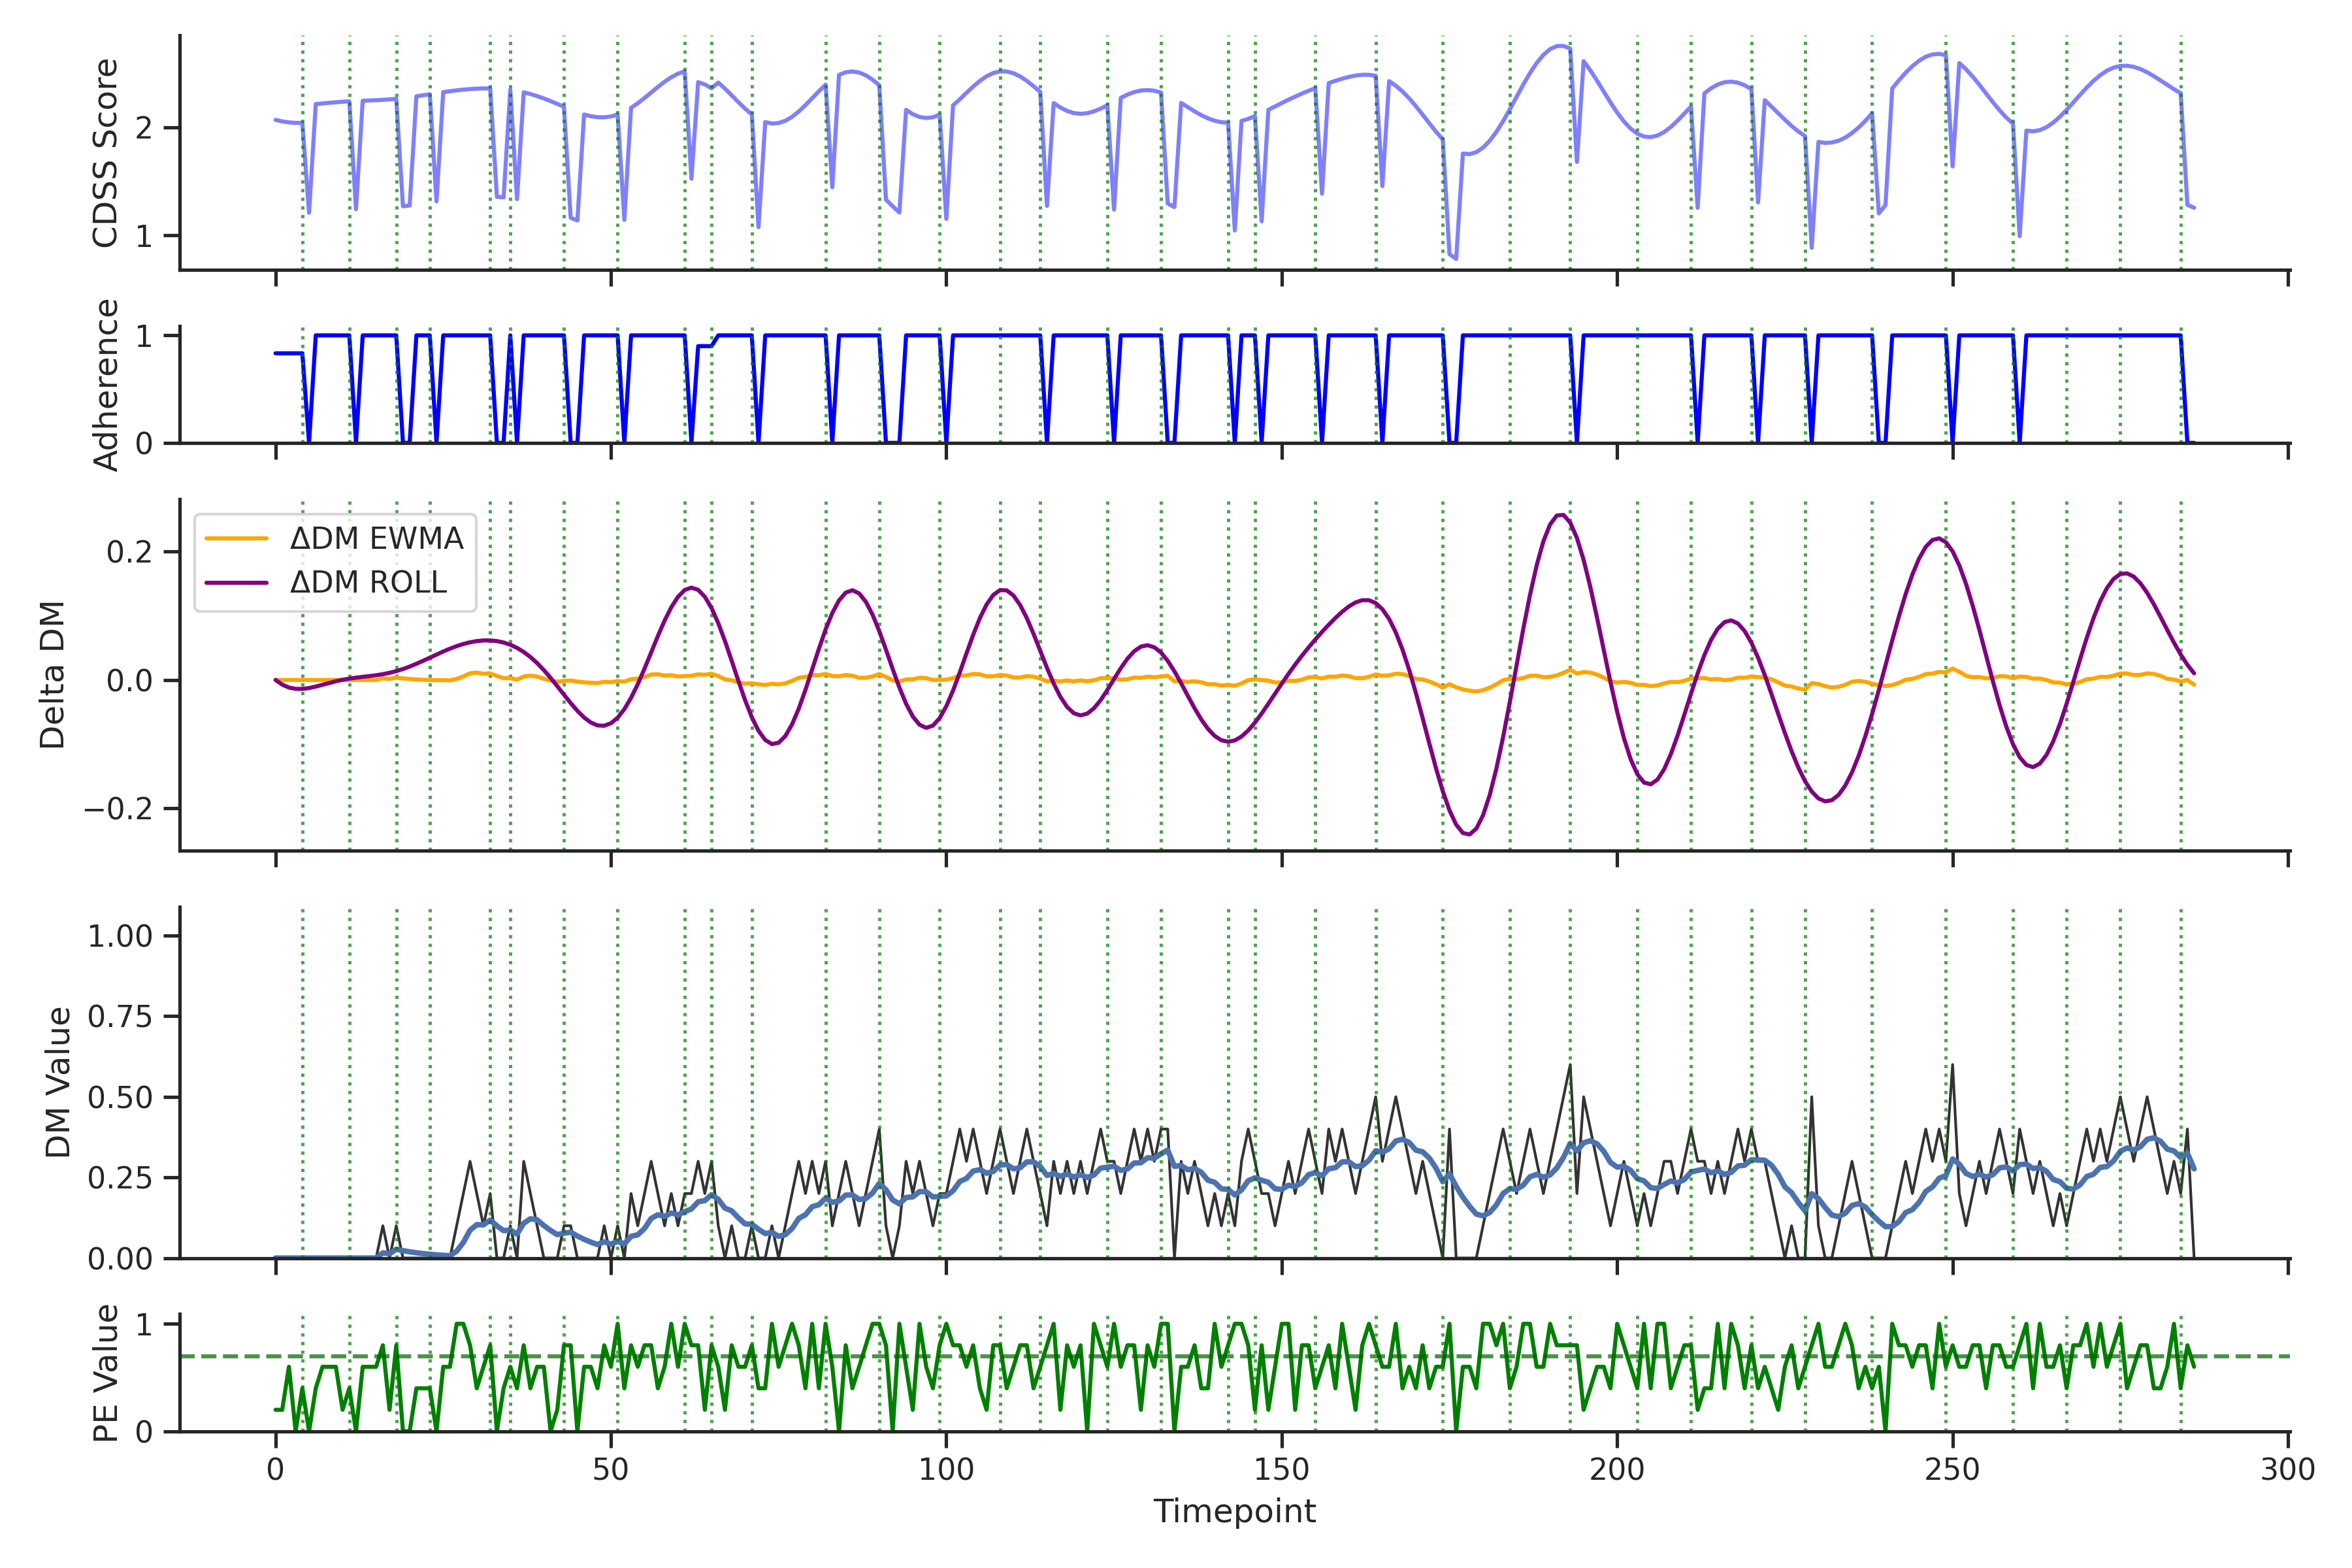 CDSS Score
2
1
Adherence
1
0
Delta DM
0.2
0.0
−0.2
ΔDM EWMA
ΔDM ROLL
DM Value
1.00
0.75
0.50
0.25
0.00
PE Value
1
0
0 50 100 150 200 250 300
Timepoint